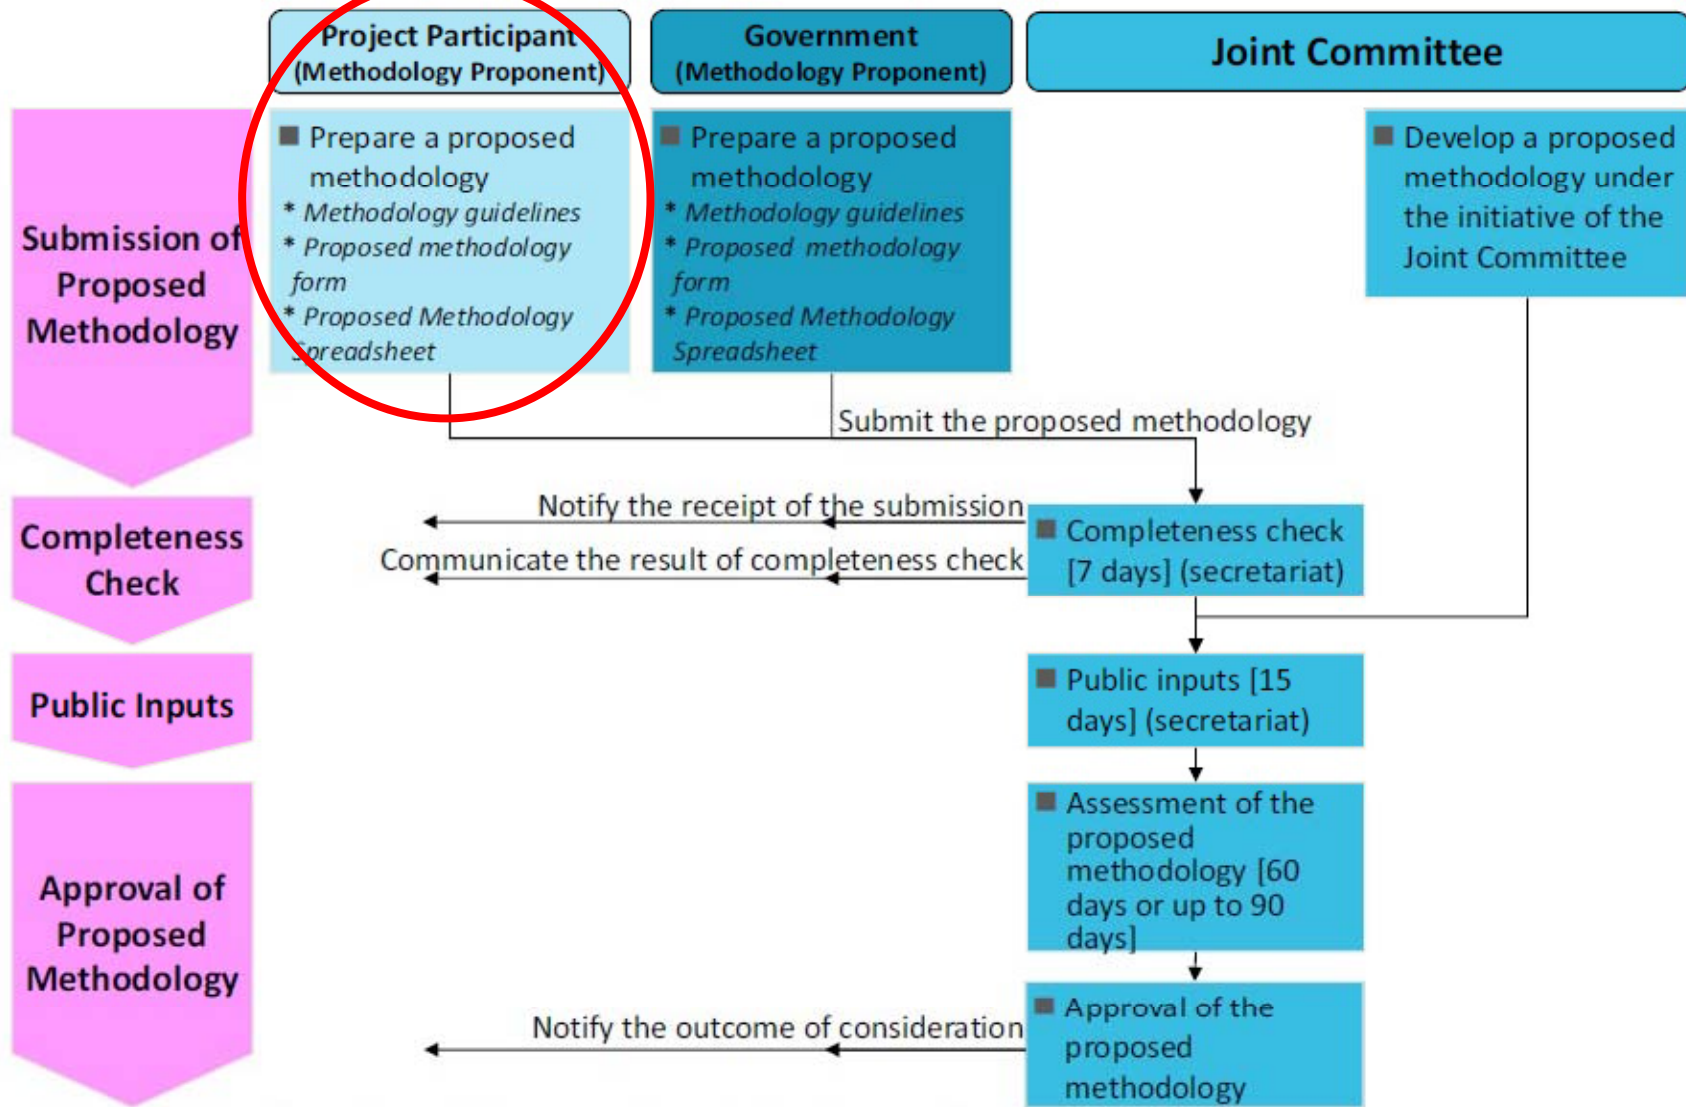 Project Participant
(Methodology Proponent)
Government
(Methodology Proponent)
Joint Committee
Submission of
Proposed
Methodology
■ Prepare a proposed
methodology
* Methodology guidelines
* Proposed methodology
form
* Proposed Methodology
Spreadsheet
■ Prepare a proposed
methodology
* Methodology guidelines
* Proposed methodology
form
* Proposed Methodology
Spreadsheet
■ Develop a proposed
methodology under
the initiative of the
Joint Committee
Submit the proposed methodology
Completeness
Check
Notify the receipt of the submission
Communicate the result of completeness check
■ Completeness check
[7 days] (secretariat)
Public Inputs
■ Public inputs [15
days] (secretariat)
Approval of
Proposed
Methodology
■ Assessment of the
proposed
methodology [60
days or up to 90
days]
Notify the outcome of consideration
■ Approval of the
proposed
methodology